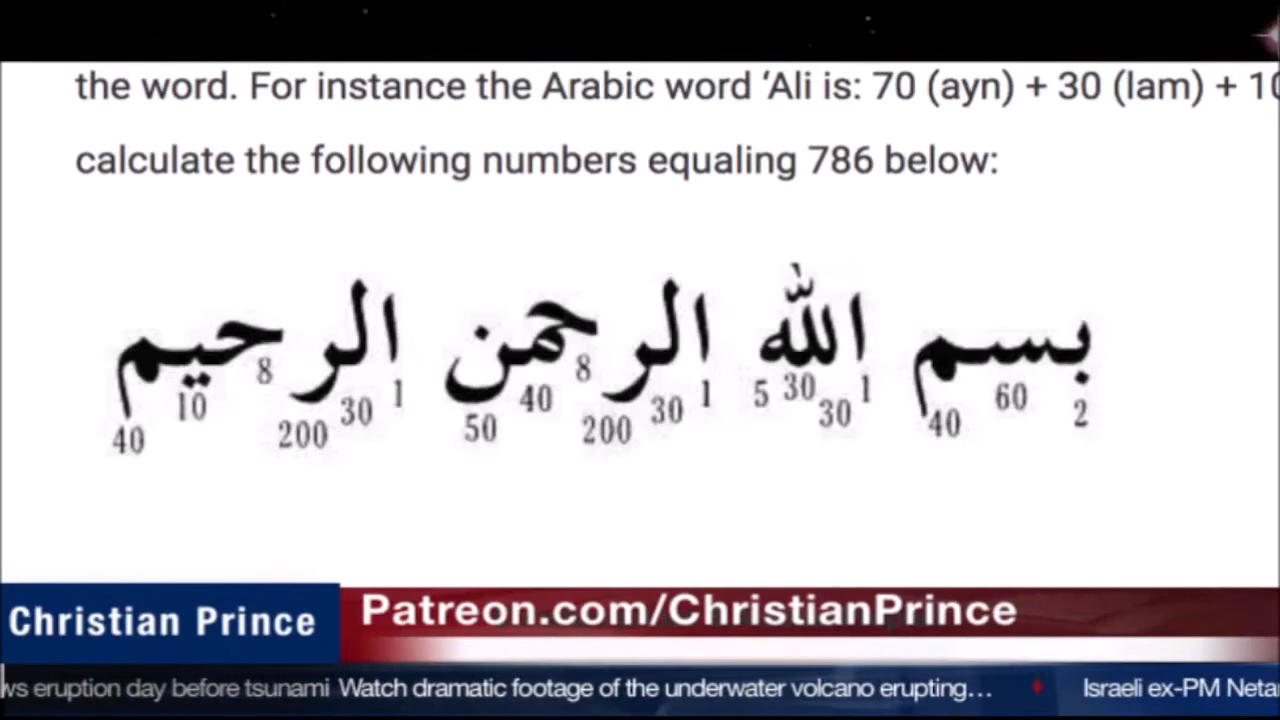 the word. For instance the Arabic word ‘Ali is: 70 (ayn) + 30 (lam) + 10
calculate the following numbers equaling 786 below:
بسم الله الرحمن الرحيم
2 60 40 1 30 30 5 1 30 200 8 40 50 1 30 200 8 10 40
Christian Prince
Patreon.com/ChristianPrince
ws eruption day before tsunami Watch dramatic footage of the underwater volcano erupting... Israeli ex-PM Neta